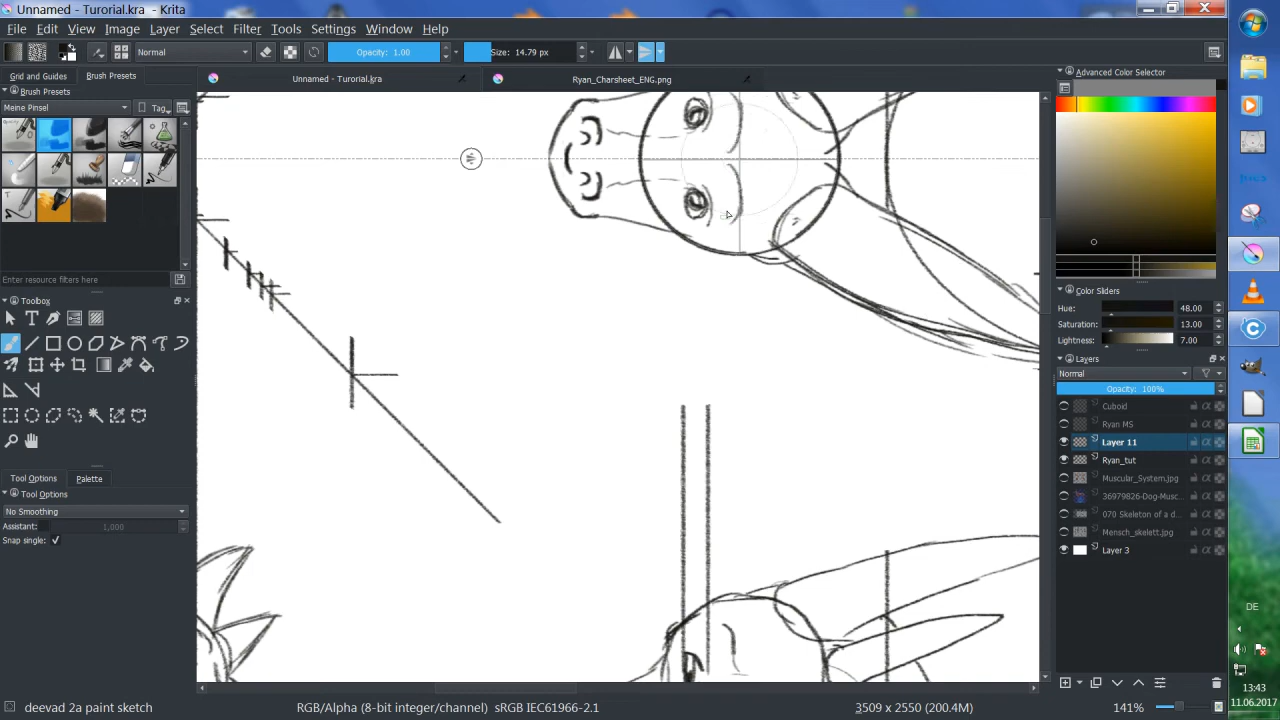 Unnamed - Turorial.kra - Krita
File Edit View Image Layer Select Filter Tools Settings Window Help
Normal Opacity: 1.00 Size: 14.79 px
Grid and Guides Brush Presets
Unnamed - Turorial.kra Ryan_Charsheet_ENG.png
Brush Presets
Meine Pinsel Tag
Enter resource filters here
Toolbox
Tool Options Palette
Tool Options
No Smoothing
Assistant: 1,000
Snap single:
Advanced Color Selector
Color Sliders
Hue: 48.00
Saturation: 13.00
Lightness: 7.00
Layers
Normal
Opacity: 100%
Cuboid
Ryan MS
Layer 11
Ryan_tut
Muscular_System.jpg
36979826-Dog-Musc...
070 Skeleton of a d...
Mensch_skelett.jpg
Layer 3
DE
13:43
11.06.2017
deevad 2a paint sketch RGB/Alpha (8-bit integer/channel) sRGB IEC61966-2.1 3509 x 2550 (200.4M) 141%